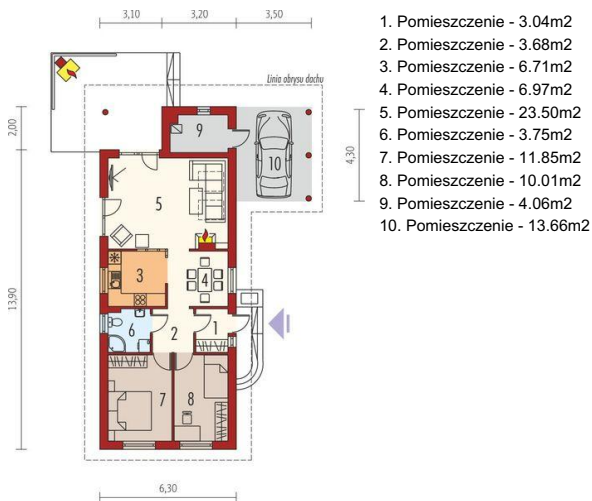 3,10 3,20 3,50
1. Pomieszczenie - 3.04m2
2. Pomieszczenie - 3.68m2
3. Pomieszczenie - 6.71m2
4. Pomieszczenie - 6.97m2
5. Pomieszczenie - 23.50m2
6. Pomieszczenie - 3.75m2
7. Pomieszczenie - 11.85m2
8. Pomieszczenie - 10.01m2
9. Pomieszczenie - 4.06m2
10. Pomieszczenie - 13.66m2
Linia obrysu dachu
2,00
9
10
4,30
5
3
4
13,90
6
2
1
7
8
6,30